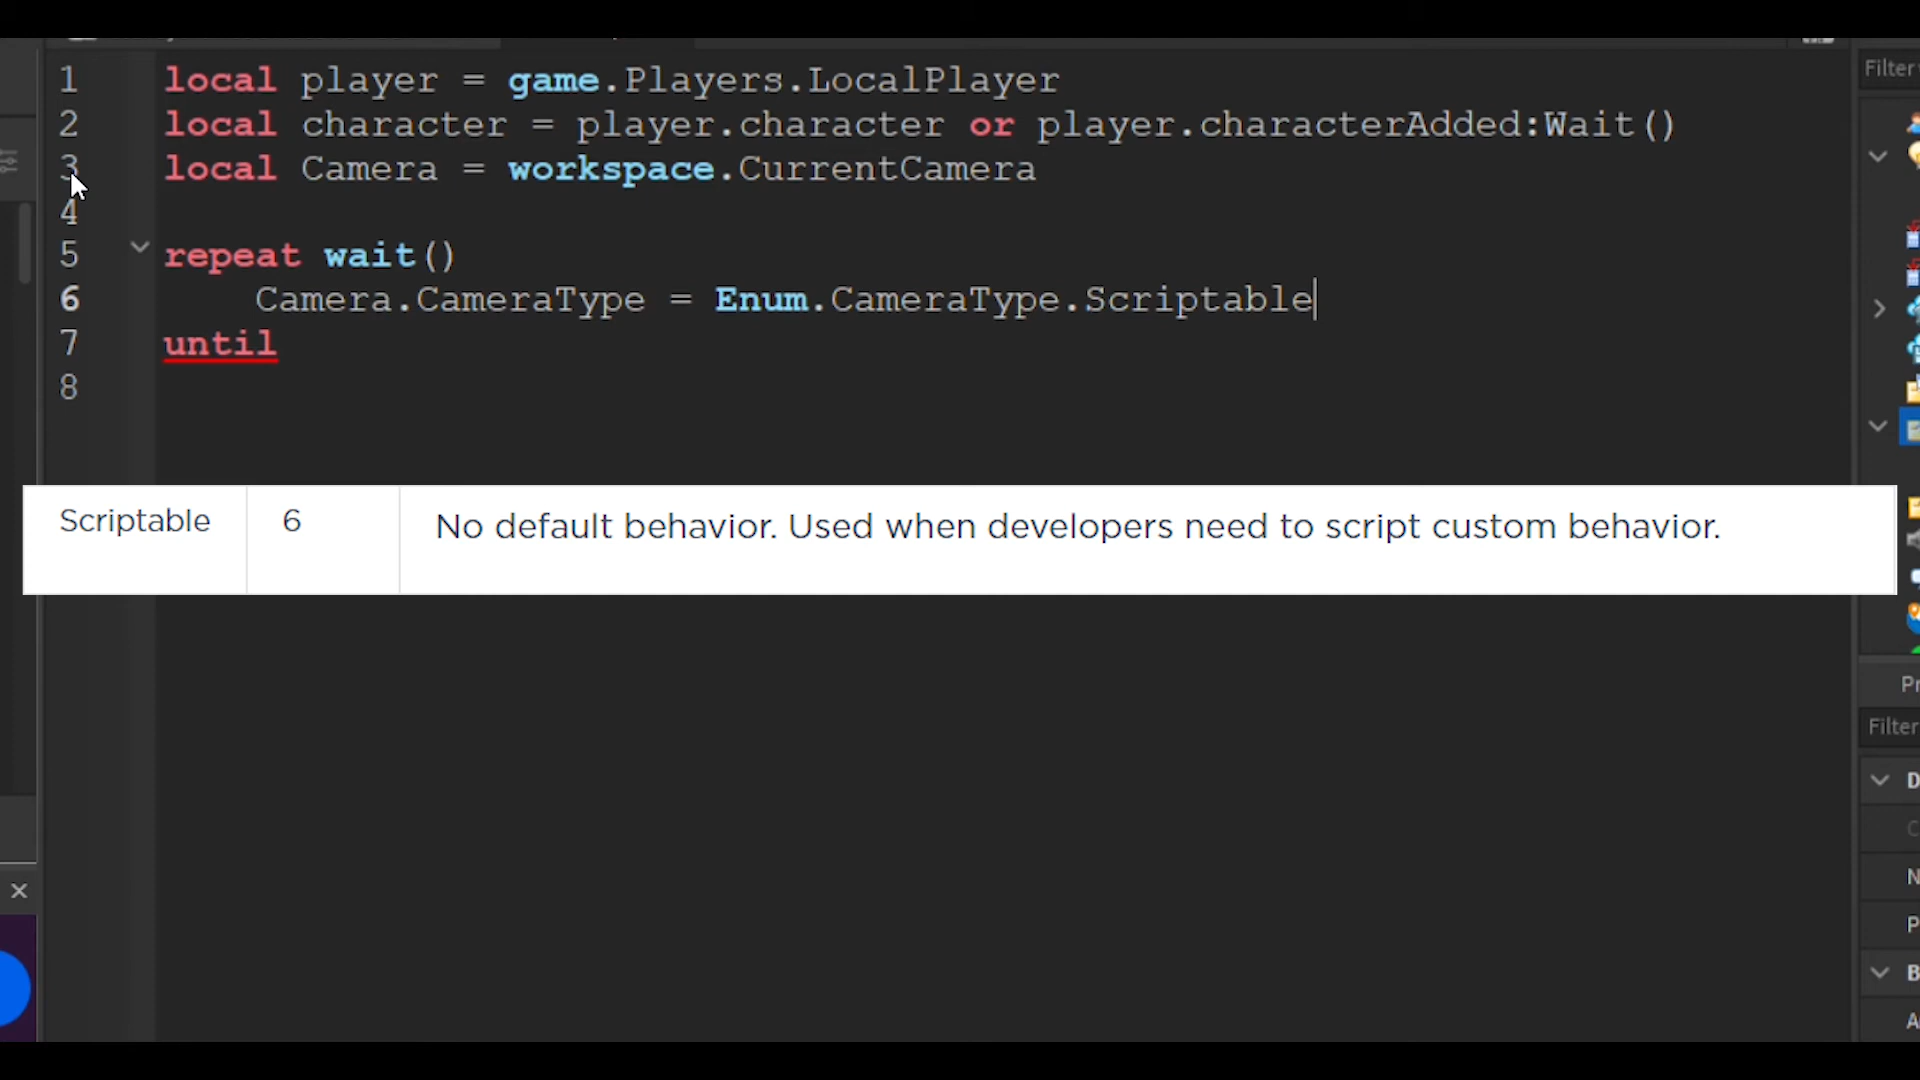 1 local player = game.Players.LocalPlayer
2 local character = player.character or player.characterAdded:Wait()
3 local Camera = workspace.CurrentCamera
4
5 repeat wait()
6 Camera.CameraType = Enum.CameraType.Scriptable
7 until
8
Scriptable 6 No default behavior. Used when developers need to script custom behavior.
Filter
Pr
Filter
D
C
N
P
B
A